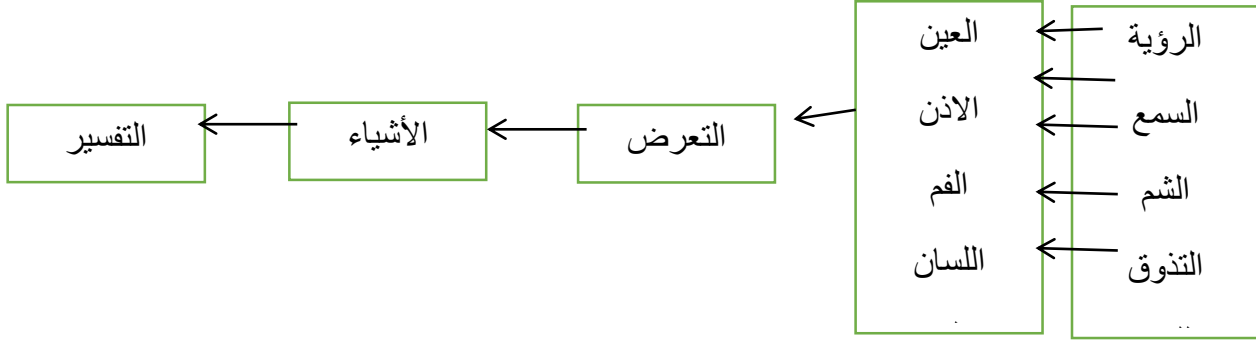 الرؤية
السمع
الشم
التذوق
العين
الاذن
الفم
اللسان
التعرض
الأشياء
التفسير